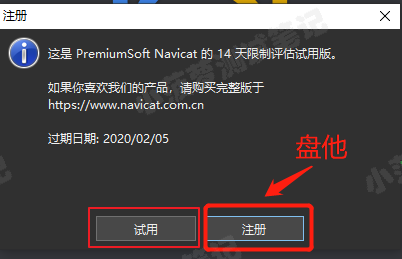 注册
这是 PremiumSoft Navicat 的 14 天限制评估试用版。
如果你喜欢我们的产品，请购买完整版于
https://www.navicat.com.cn
过期日期: 2020/02/05
盘他
试用
注册